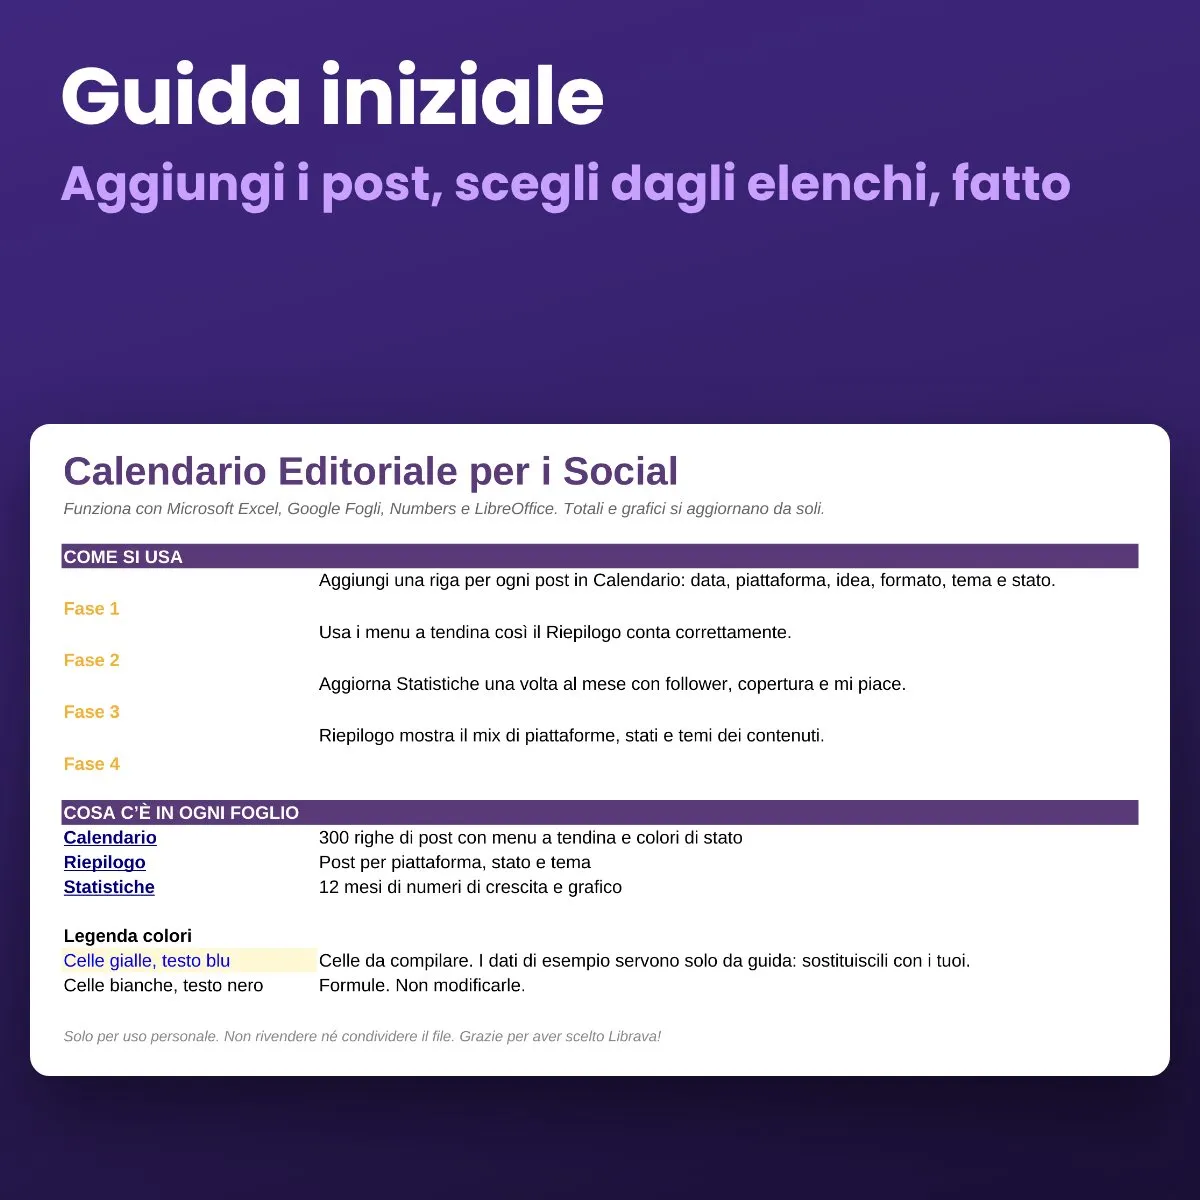 Guida iniziale
Aggiungi i post, scegli dagli elenchi, fatto
Calendario Editoriale per i Social
Funziona con Microsoft Excel, Google Fogli, Numbers e LibreOffice. Totali e grafici si aggiornano da soli.
COME SI USA
Aggiungi una riga per ogni post in Calendario: data, piattaforma, idea, formato, tema e stato.
Fase 1
Usa i menu a tendina così il Riepilogo conta correttamente.
Fase 2
Aggiorna Statistiche una volta al mese con follower, copertura e mi piace.
Fase 3
Riepilogo mostra il mix di piattaforme, stati e temi dei contenuti.
Fase 4
COSA C’È IN OGNI FOGLIO
Calendario 300 righe di post con menu a tendina e colori di stato
Riepilogo Post per piattaforma, stato e tema
Statistiche 12 mesi di numeri di crescita e grafico
Legenda colori
Celle gialle, testo blu Celle da compilare. I dati di esempio servono solo da guida: sostituiscili con i tuoi.
Celle bianche, testo nero Formule. Non modificarle.
Solo per uso personale. Non rivendere né condividere il file. Grazie per aver scelto Librava!